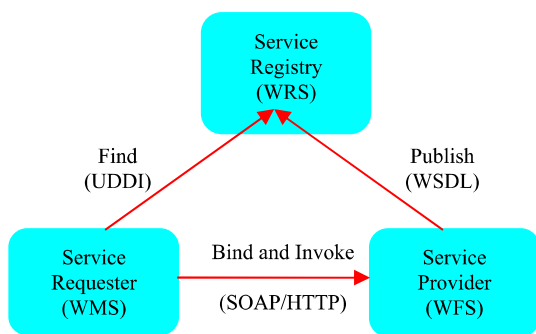 Service
Registry
(WRS)
Find
(UDDI)
Publish
(WSDL)
Service
Requester
(WMS)
Bind and Invoke
(SOAP/HTTP)
Service
Provider
(WFS)